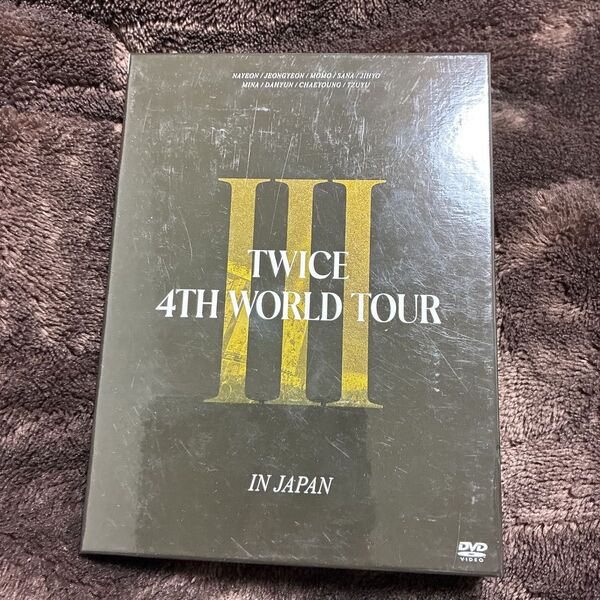 NAYEON / JEONGYEON / MOMO / SANA / JIHYO
MINA / DAHYUN / CHAEYOUNG / TZUYU
III
TWICE
4TH WORLD TOUR
IN JAPAN
DVD
VIDEO